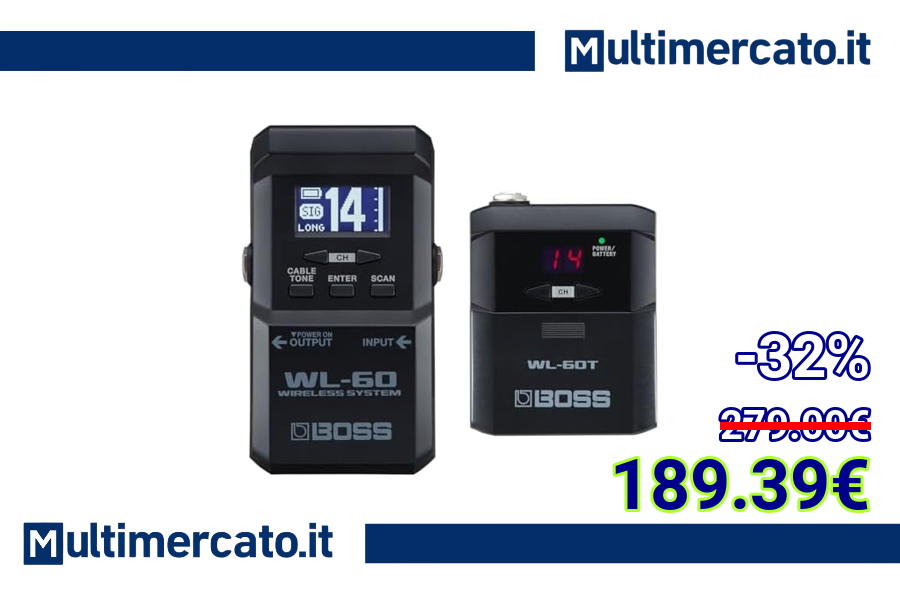 Multimercato.it
SIG
14
LONG
CH
CABLE
TONE
ENTER
SCAN
▼POWER ON
OUTPUT
INPUT
WL-60
WIRELESS SYSTEM
BOSS
14
POWER/
BATTERY
CH
WL-60T
BOSS
-32%
279.00€
189.39€
Multimercato.it